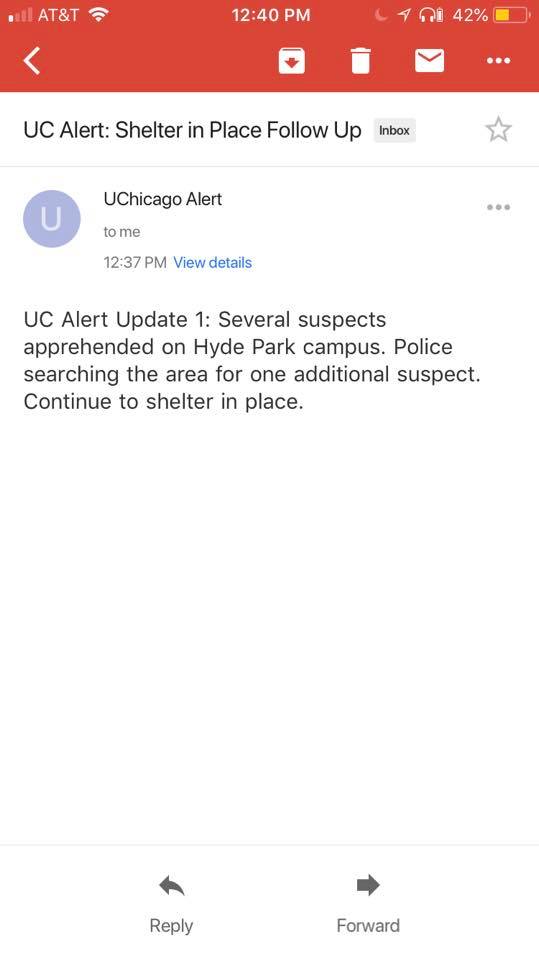 AT&T 12:40 PM 42%
UC Alert: Shelter in Place Follow Up Inbox
U
UChicago Alert
to me
12:37 PM View details
UC Alert Update 1: Several suspects
apprehended on Hyde Park campus. Police
searching the area for one additional suspect.
Continue to shelter in place.
Reply Forward